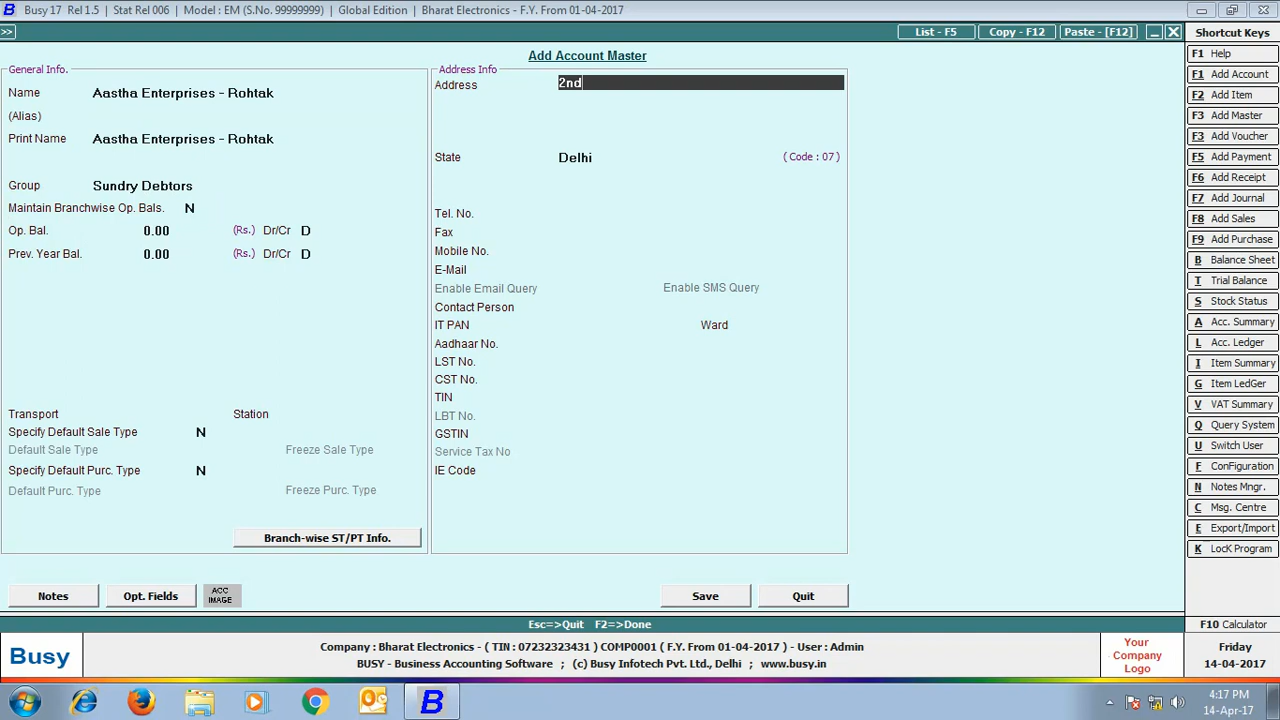 Busy 17 Rel 1.5 | Stat Rel 006 | Model : EM (S.No. 99999999) | Global Edition | Bharat Electronics - F.Y. From 01-04-2017
>>
List - F5
Copy - F12
Paste - [F12]
Add Account Master
General Info.
Name Aastha Enterprises - Rohtak
(Alias)
Print Name Aastha Enterprises - Rohtak
Group Sundry Debtors
Maintain Branchwise Op. Bals. N
Op. Bal. 0.00 (Rs.) Dr/Cr D
Prev. Year Bal. 0.00 (Rs.) Dr/Cr D
Transport Station
Specify Default Sale Type N
Default Sale Type Freeze Sale Type
Specify Default Purc. Type N
Default Purc. Type Freeze Purc. Type
Branch-wise ST/PT Info.
Address Info
Address 2nd
State Delhi ( Code : 07 )
Tel. No.
Fax
Mobile No.
E-Mail
Enable Email Query Enable SMS Query
Contact Person
IT PAN Ward
Aadhaar No.
LST No.
CST No.
TIN
LBT No.
GSTIN
Service Tax No
IE Code
Notes
Opt. Fields
ACC
IMAGE
Save
Quit
Esc=>Quit F2=>Done
Shortcut Keys
F1 Help
F1 Add Account
F2 Add Item
F3 Add Master
F3 Add Voucher
F5 Add Payment
F6 Add Receipt
F7 Add Journal
F8 Add Sales
F9 Add Purchase
B Balance Sheet
T Trial Balance
S Stock Status
A Acc. Summary
L Acc. Ledger
I Item Summary
G Item LedGer
V VAT Summary
Q Query System
U Switch User
F ConFiguration
N Notes Mngr.
C Msg. Centre
E Export/Import
K LocK Program
F10 Calculator
Busy
Company : Bharat Electronics - ( TIN : 07232323431 ) COMP0001 ( F.Y. From 01-04-2017 ) - User : Admin
BUSY - Business Accounting Software ; (c) Busy Infotech Pvt. Ltd., Delhi ; www.busy.in
Your
Company
Logo
Friday
14-04-2017
4:17 PM
14-Apr-17